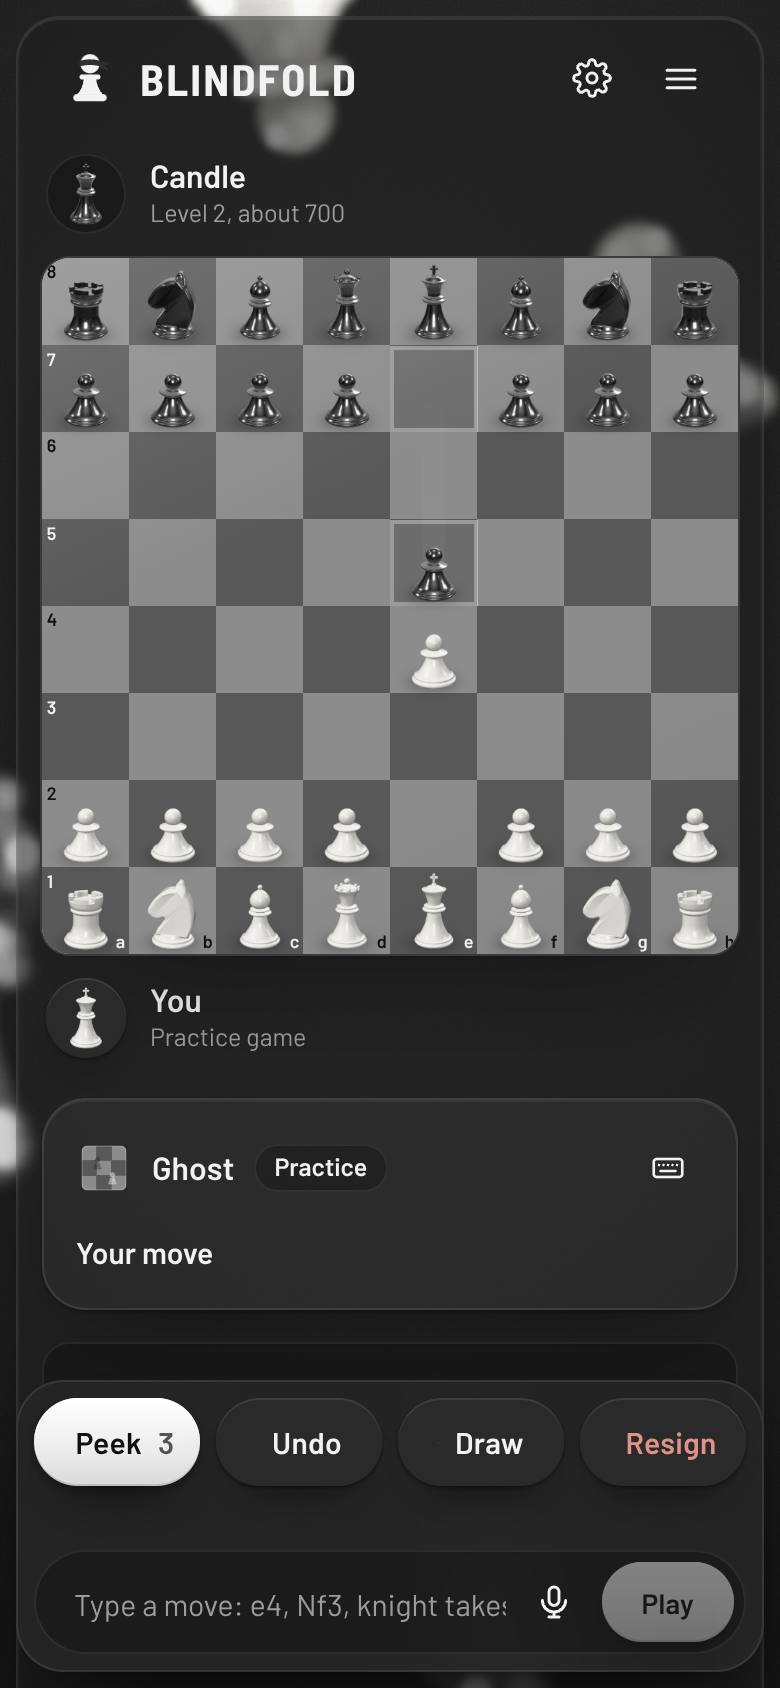 BLINDFOLD
Candle
Level 2, about 700
8
7
6
5
4
3
2
1
a b c d e f g h
You
Practice game
Ghost Practice
Your move
Peek 3 Undo Draw Resign
Type a move: e4, Nf3, knight takes Play